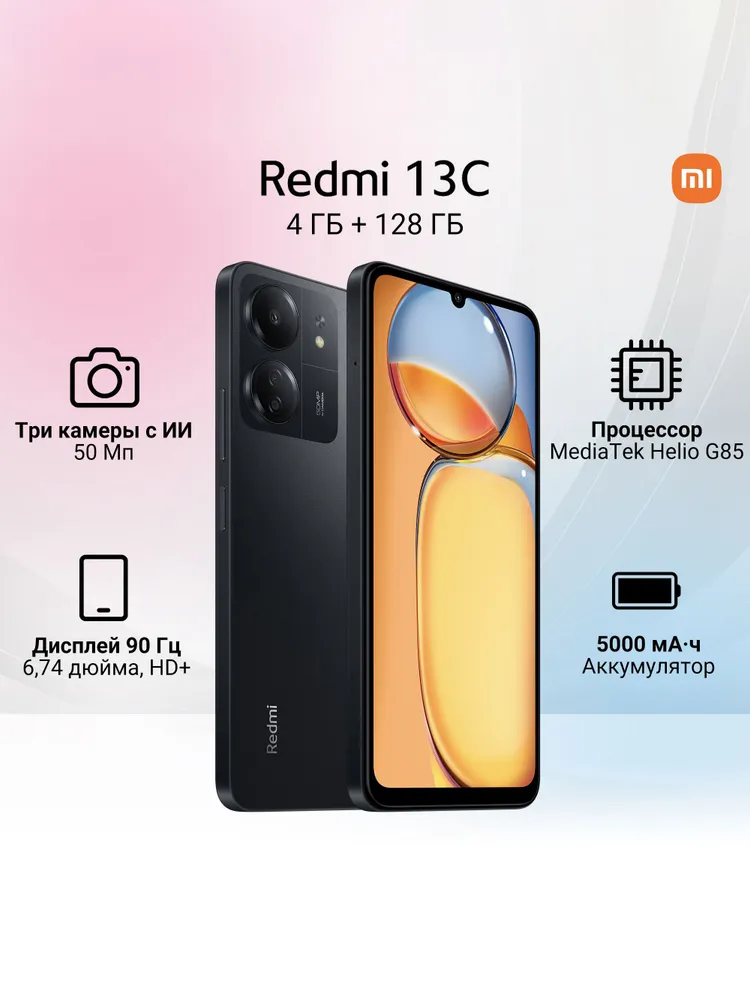 Redmi 13C
4 ГБ + 128 ГБ
mi
Три камеры с ИИ
50 Мп
Процессор
MediaTek Helio G85
Дисплей 90 Гц
6,74 дюйма, HD+
5000 мА·ч
Аккумулятор
50MP
Redmi